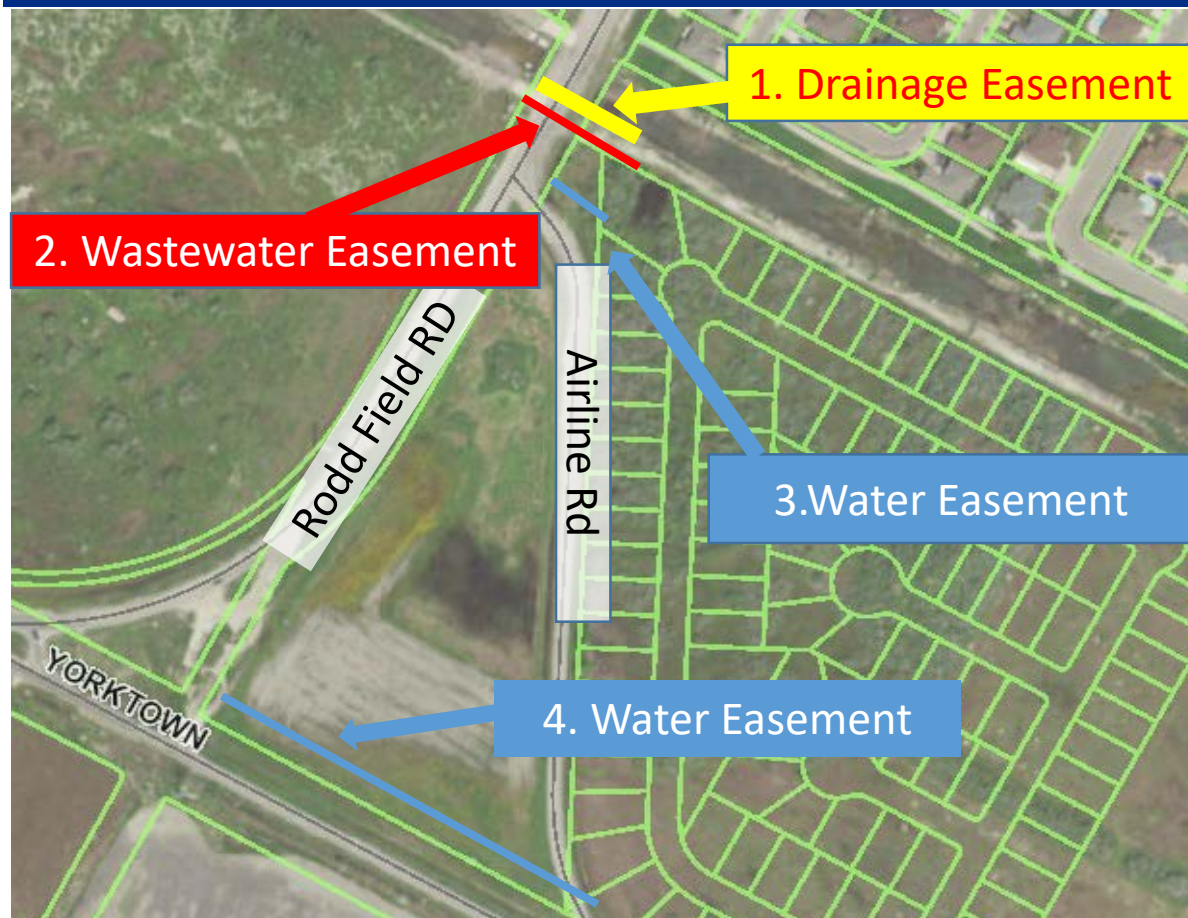 1. Drainage Easement
2. Wastewater Easement
Rodd Field RD
Airline Rd
3.Water Easement
YORKTOWN
4. Water Easement